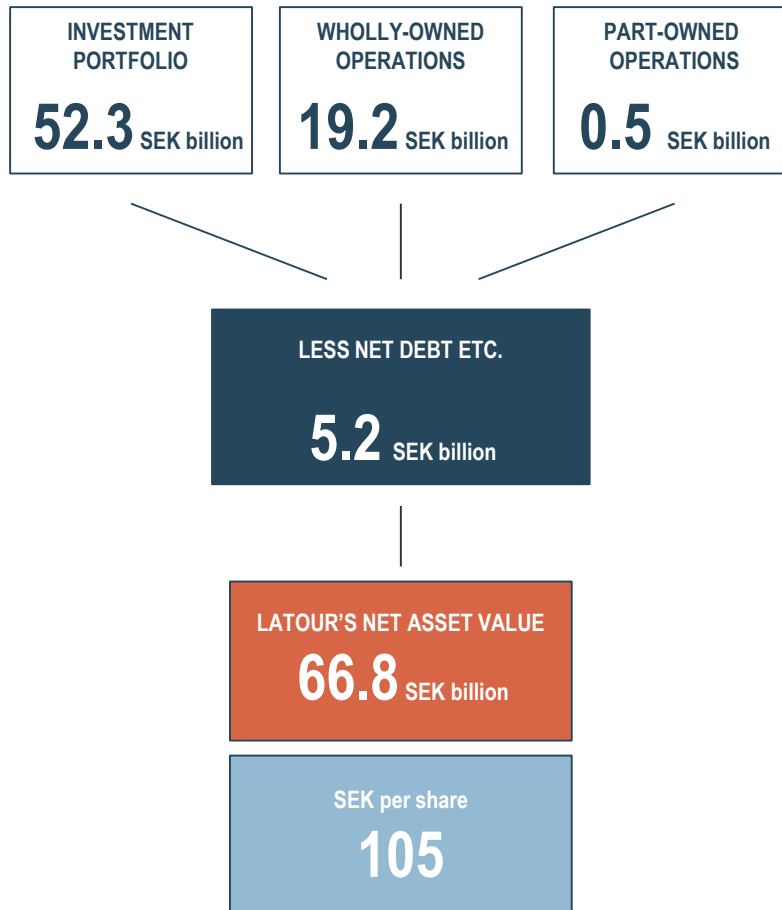 INVESTMENT
PORTFOLIO
52.3 SEK billion
WHOLLY-OWNED
OPERATIONS
19.2 SEK billion
PART-OWNED
OPERATIONS
0.5 SEK billion
LESS NET DEBT ETC.
5.2 SEK billion
LATOUR’S NET ASSET VALUE
66.8 SEK billion
SEK per share
105